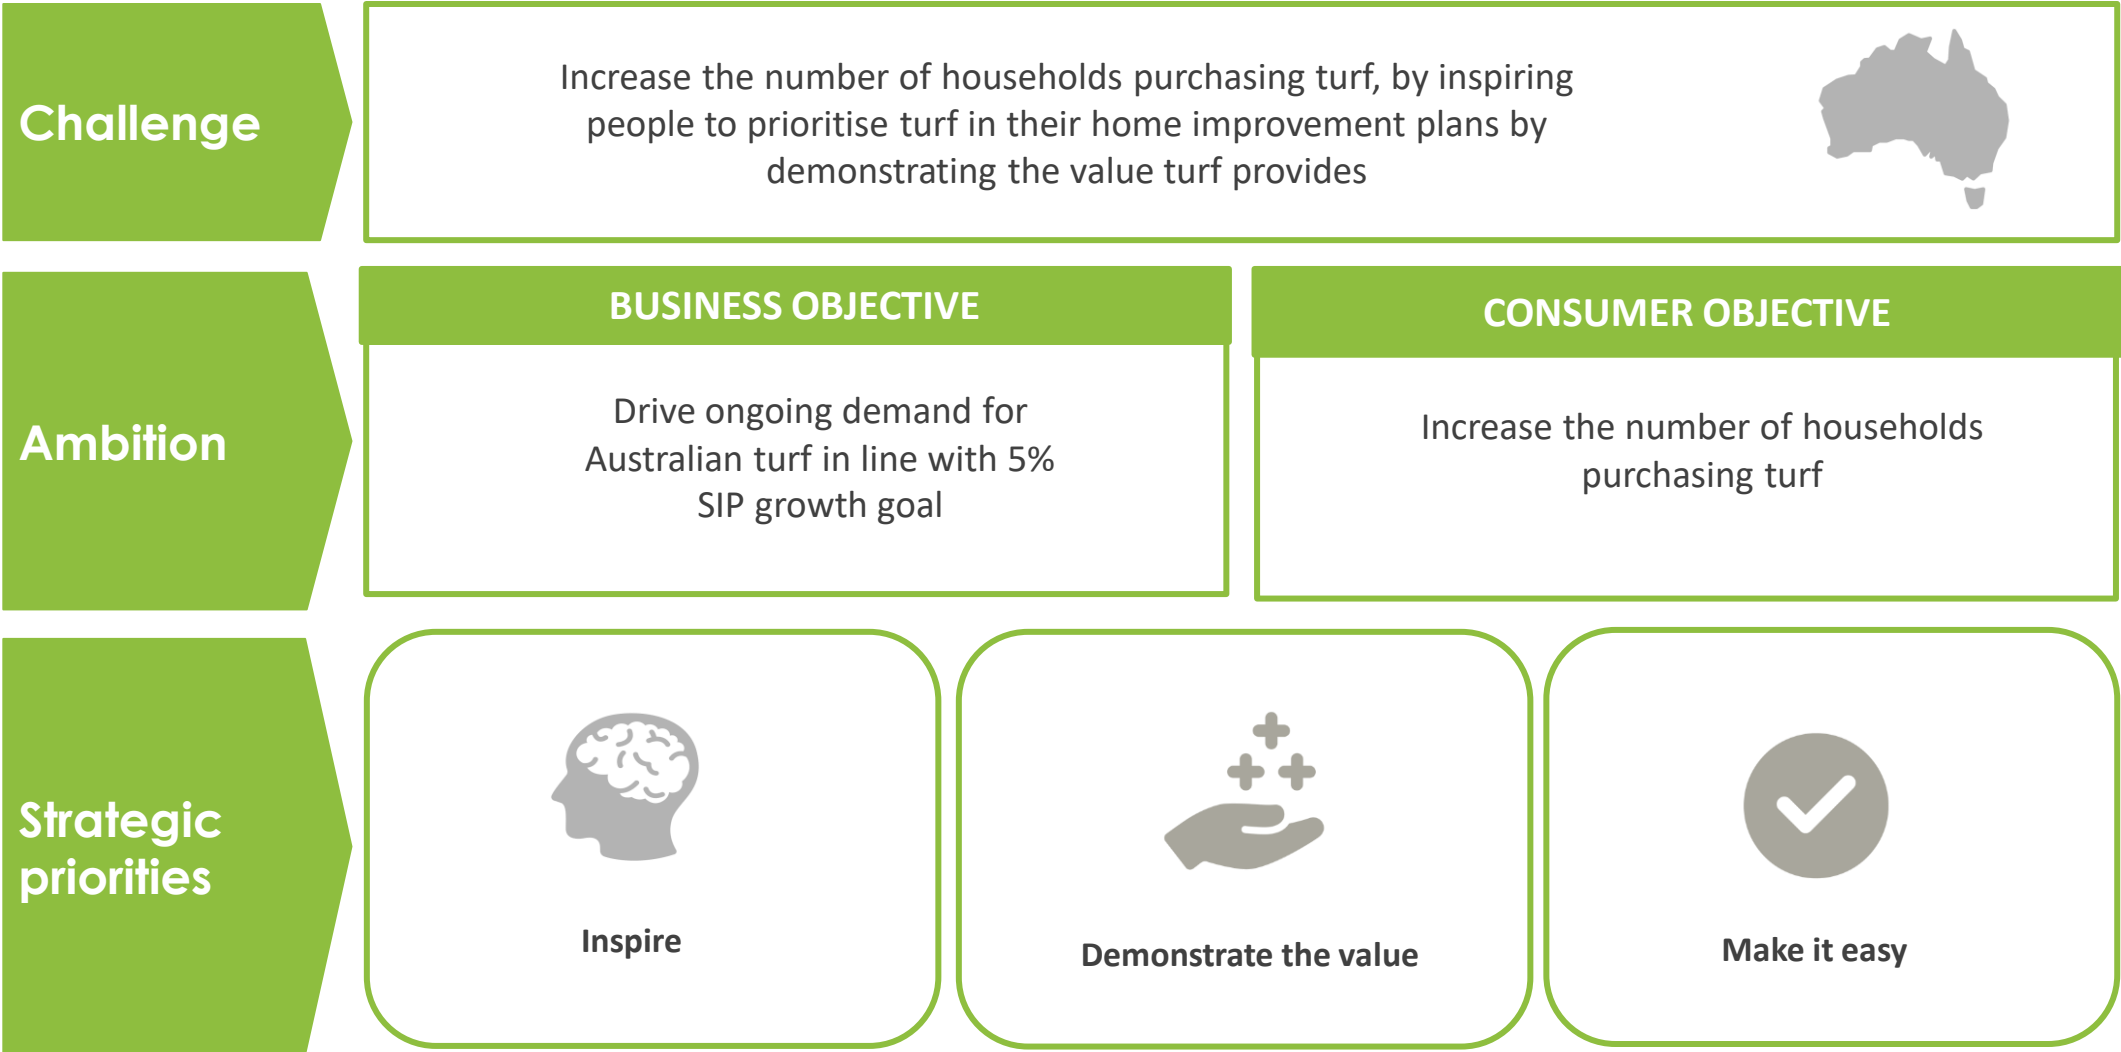 Challenge
Increase the number of households purchasing turf, by inspiring
people to prioritise turf in their home improvement plans by
demonstrating the value turf provides
Ambition
BUSINESS OBJECTIVE
Drive ongoing demand for
Australian turf in line with 5%
SIP growth goal
CONSUMER OBJECTIVE
Increase the number of households
purchasing turf
Strategic
priorities
Inspire
Demonstrate the value
Make it easy